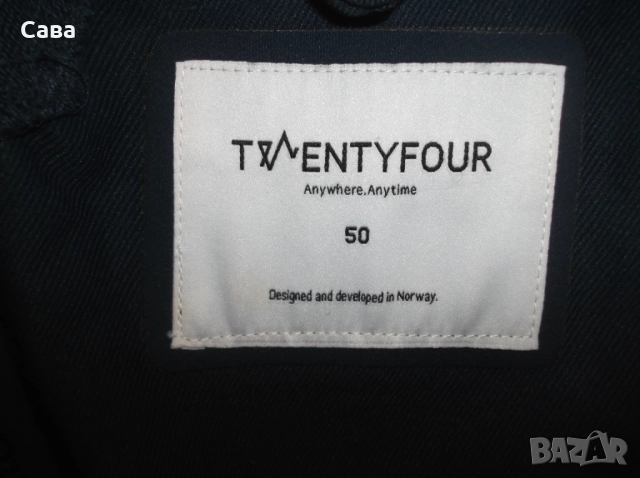 Сава
TWENTYFOUR
Anywhere.Anytime
50
Designed and developed in Norway.
BAZAR